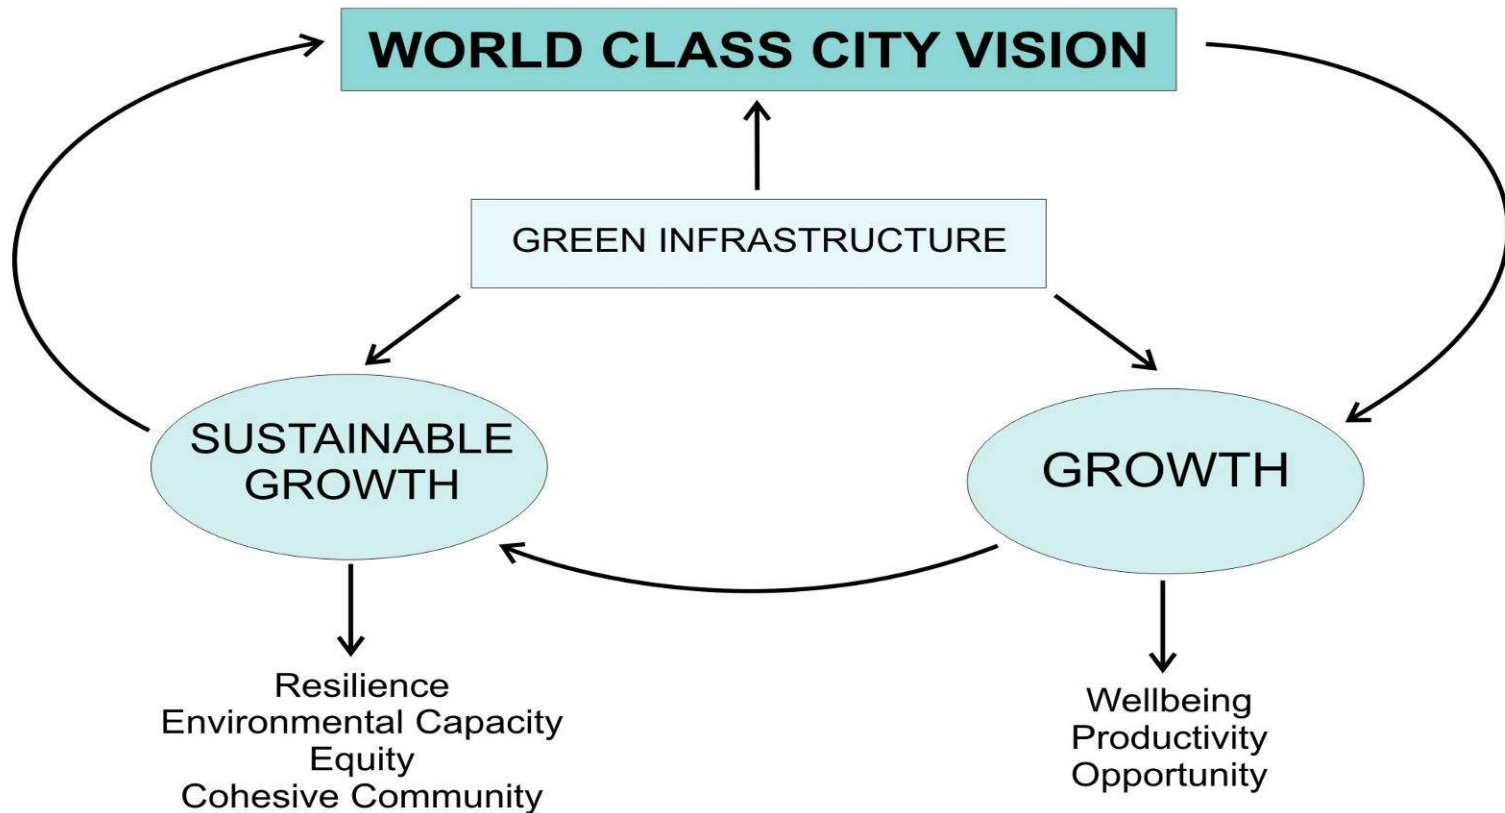 WORLD CLASS CITY VISION
GREEN INFRASTRUCTURE
SUSTAINABLE
GROWTH
GROWTH
Resilience
Environmental Capacity
Equity
Cohesive Community
Wellbeing
Productivity
Opportunity